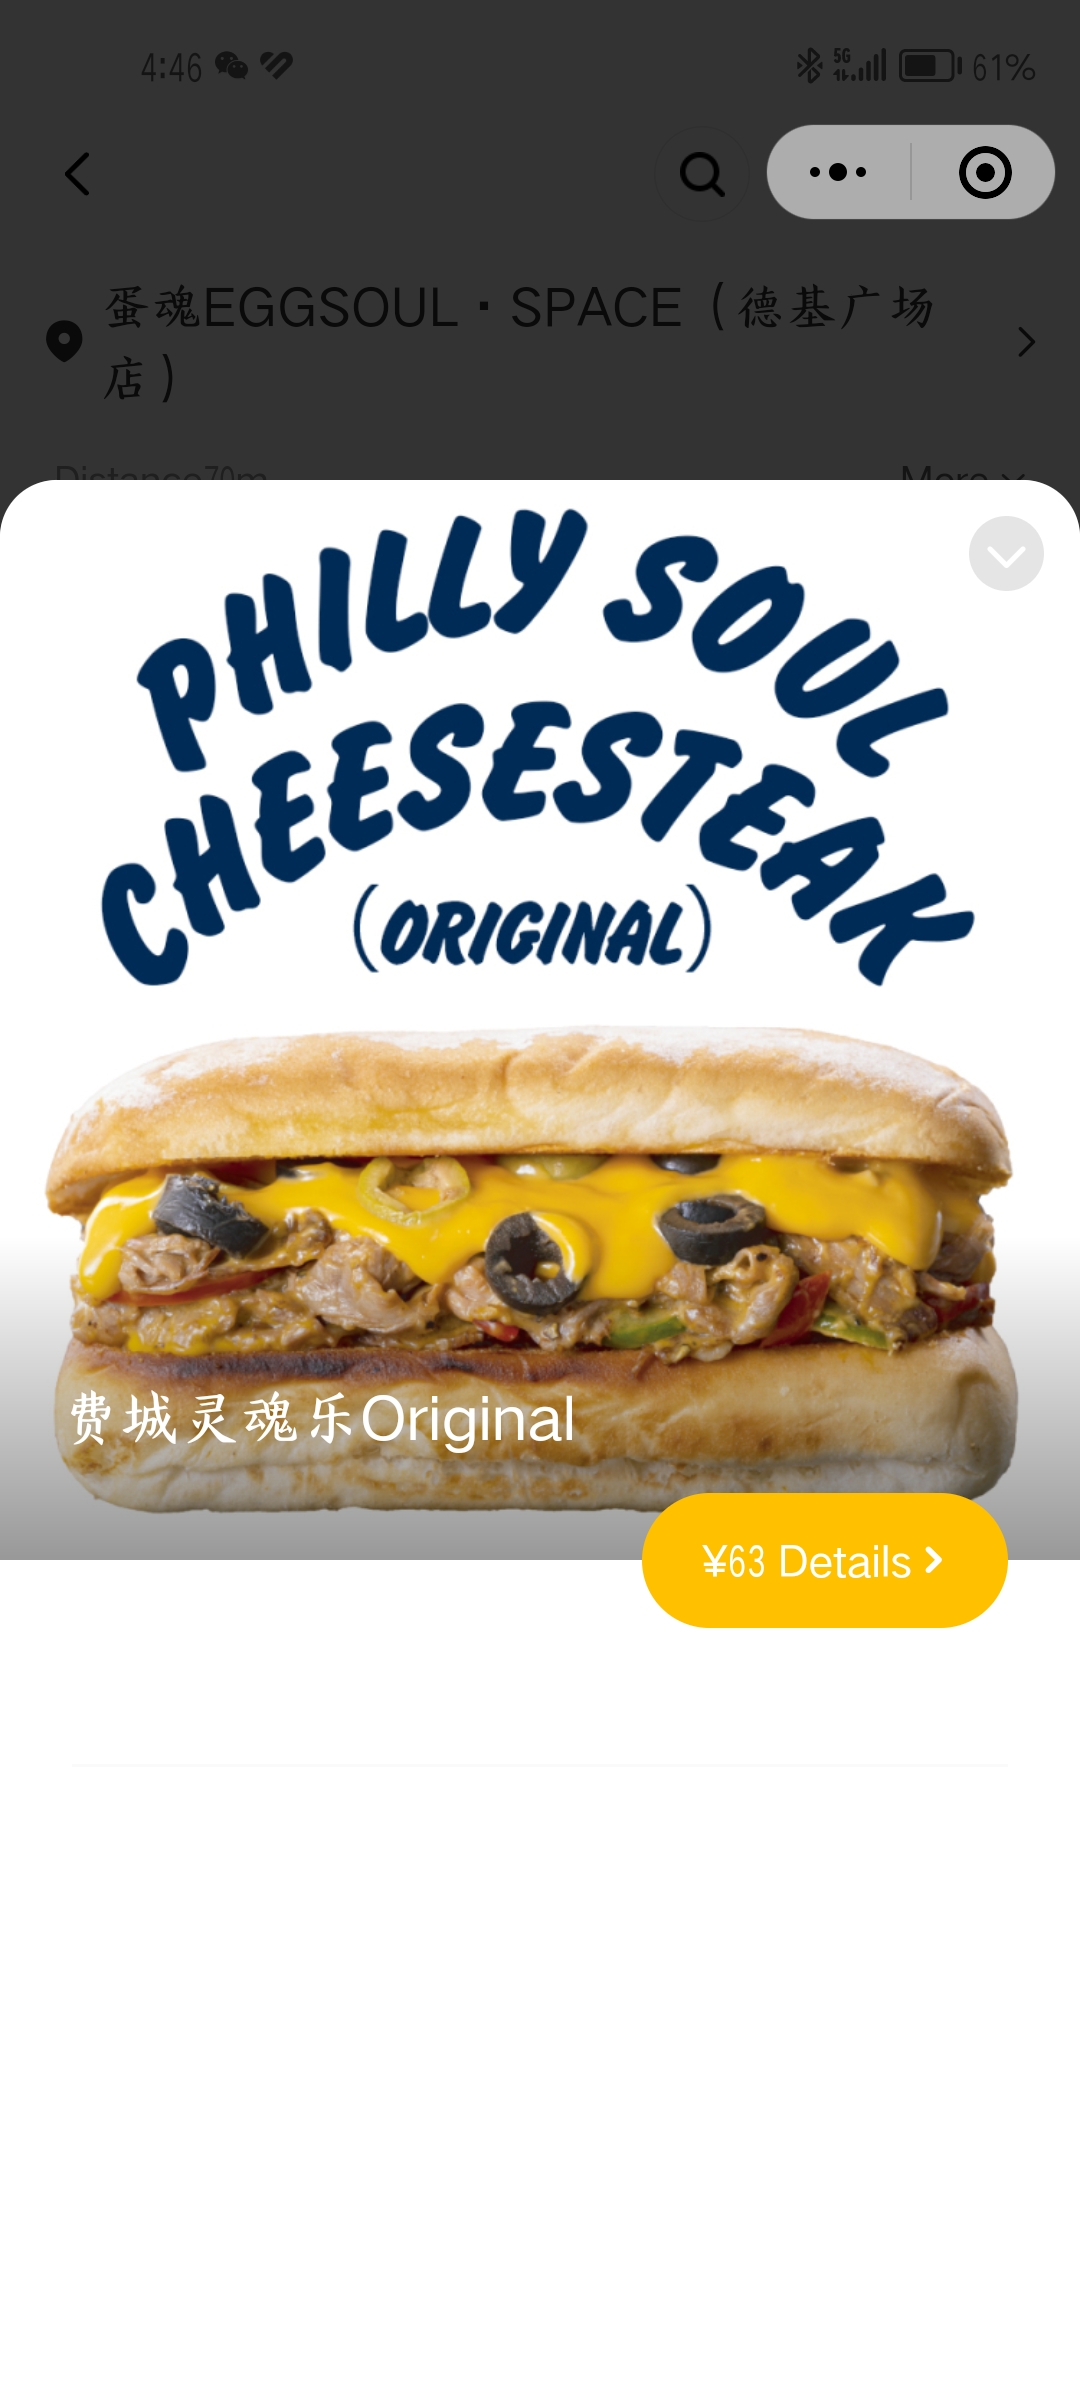 4:46
5G
61%
蛋魂EGGSOUL · SPACE（德基广场
店）
Distance70m
More
PHILLY SOUL
CHEESESTEAK
(ORIGINAL)
费城灵魂乐Original
¥63 Details